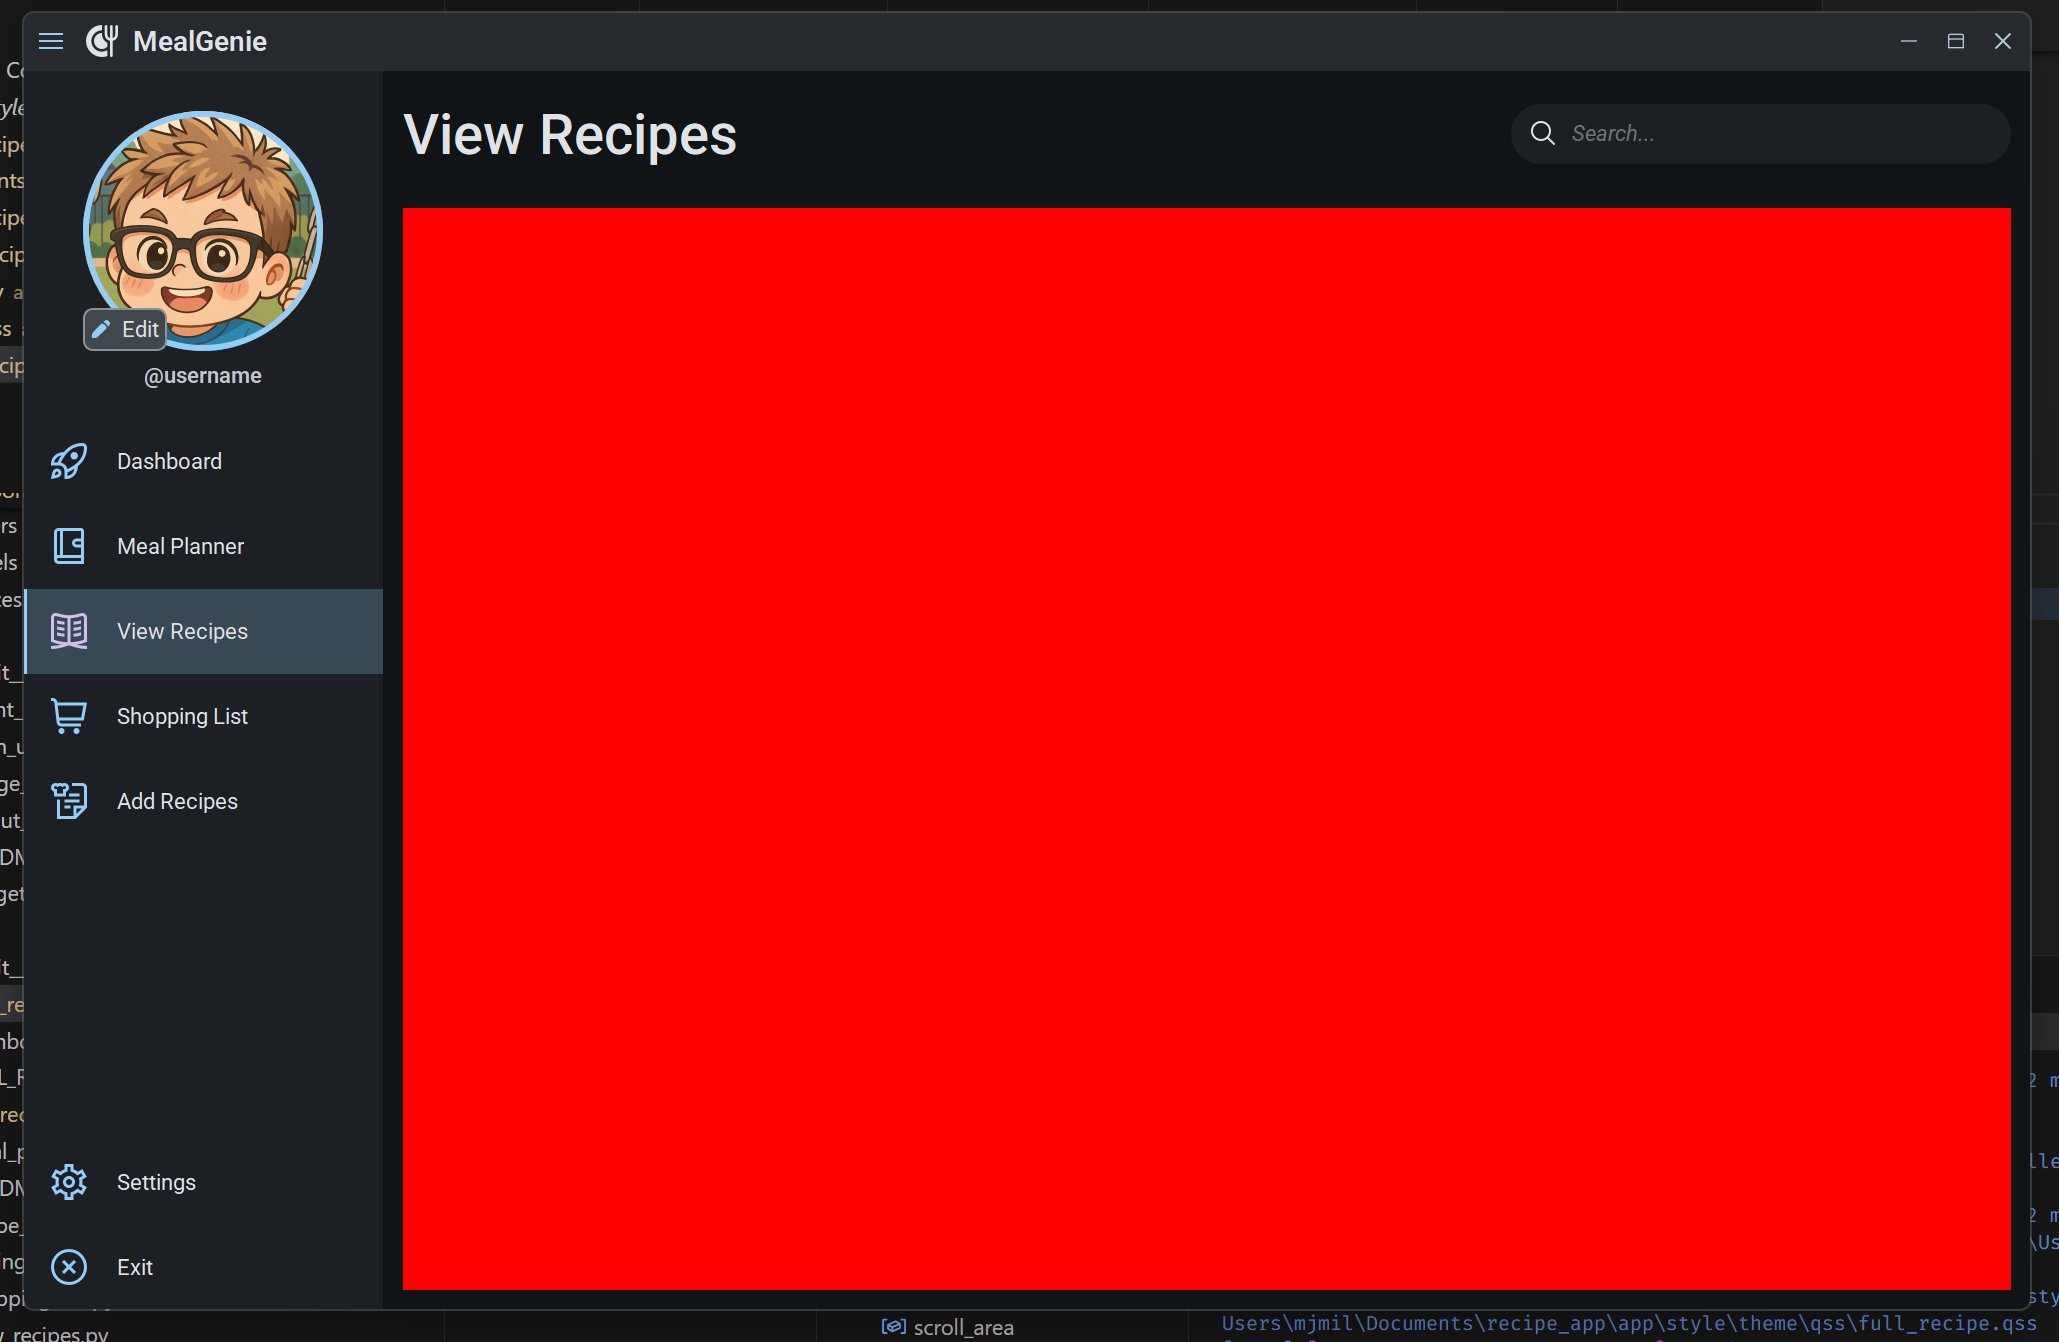 MealGenie
View Recipes
Search...
Edit
@username
Dashboard
Meal Planner
View Recipes
Shopping List
Add Recipes
Settings
Exit
scroll_area
Users\mjmil\Documents\recipe_app\app\style\theme\qss\full_recipe.qss
_recipes.py